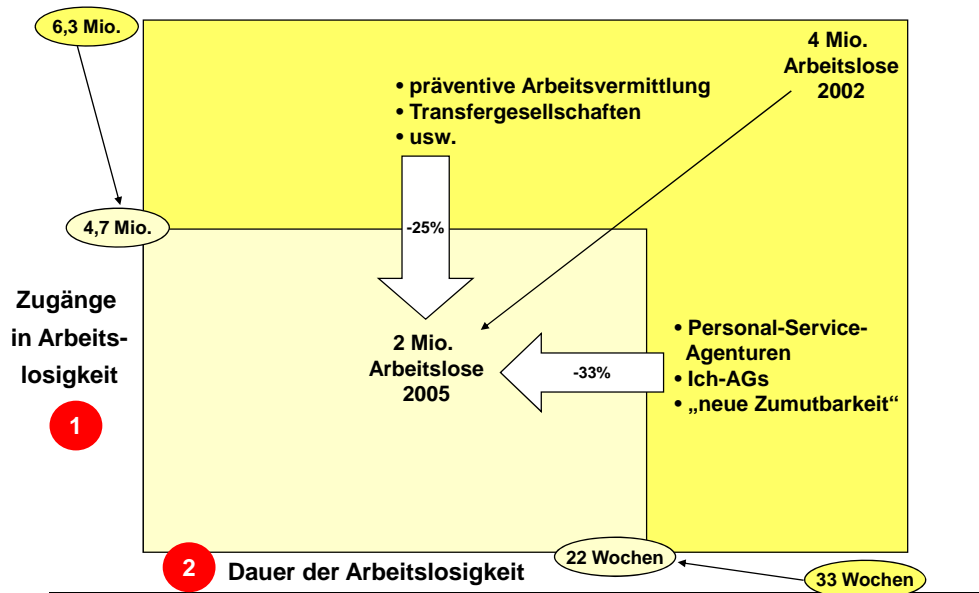 6,3 Mio.
4 Mio.
Arbeitslose
2002
• präventive Arbeitsvermittlung
• Transfergesellschaften
• usw.
4,7 Mio.
-25%
Zugänge
in Arbeits-
losigkeit
1
2 Mio.
Arbeitslose
2005
-33%
• Personal-Service-
Agenturen
• Ich-AGs
• „neue Zumutbarkeit“
2
Dauer der Arbeitslosigkeit
22 Wochen
33 Wochen